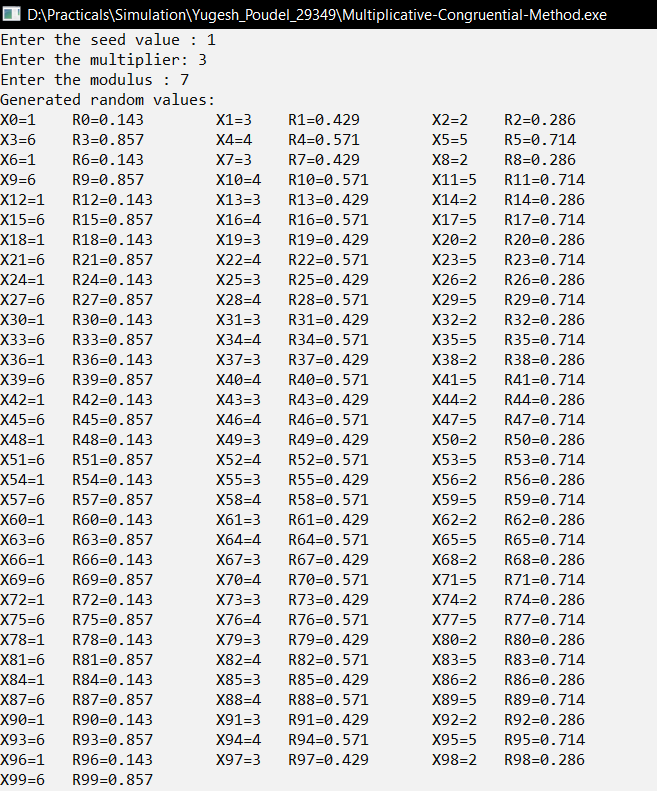 D:\Practicals\Simulation\Yugesh_Poudel_29349\Multiplicative-Congruential-Method.exe
Enter the seed value : 1
Enter the multiplier: 3
Enter the modulus : 7
Generated random values:
X0=1 R0=0.143 X1=3 R1=0.429 X2=2 R2=0.286
X3=6 R3=0.857 X4=4 R4=0.571 X5=5 R5=0.714
X6=1 R6=0.143 X7=3 R7=0.429 X8=2 R8=0.286
X9=6 R9=0.857 X10=4 R10=0.571 X11=5 R11=0.714
X12=1 R12=0.143 X13=3 R13=0.429 X14=2 R14=0.286
X15=6 R15=0.857 X16=4 R16=0.571 X17=5 R17=0.714
X18=1 R18=0.143 X19=3 R19=0.429 X20=2 R20=0.286
X21=6 R21=0.857 X22=4 R22=0.571 X23=5 R23=0.714
X24=1 R24=0.143 X25=3 R25=0.429 X26=2 R26=0.286
X27=6 R27=0.857 X28=4 R28=0.571 X29=5 R29=0.714
X30=1 R30=0.143 X31=3 R31=0.429 X32=2 R32=0.286
X33=6 R33=0.857 X34=4 R34=0.571 X35=5 R35=0.714
X36=1 R36=0.143 X37=3 R37=0.429 X38=2 R38=0.286
X39=6 R39=0.857 X40=4 R40=0.571 X41=5 R41=0.714
X42=1 R42=0.143 X43=3 R43=0.429 X44=2 R44=0.286
X45=6 R45=0.857 X46=4 R46=0.571 X47=5 R47=0.714
X48=1 R48=0.143 X49=3 R49=0.429 X50=2 R50=0.286
X51=6 R51=0.857 X52=4 R52=0.571 X53=5 R53=0.714
X54=1 R54=0.143 X55=3 R55=0.429 X56=2 R56=0.286
X57=6 R57=0.857 X58=4 R58=0.571 X59=5 R59=0.714
X60=1 R60=0.143 X61=3 R61=0.429 X62=2 R62=0.286
X63=6 R63=0.857 X64=4 R64=0.571 X65=5 R65=0.714
X66=1 R66=0.143 X67=3 R67=0.429 X68=2 R68=0.286
X69=6 R69=0.857 X70=4 R70=0.571 X71=5 R71=0.714
X72=1 R72=0.143 X73=3 R73=0.429 X74=2 R74=0.286
X75=6 R75=0.857 X76=4 R76=0.571 X77=5 R77=0.714
X78=1 R78=0.143 X79=3 R79=0.429 X80=2 R80=0.286
X81=6 R81=0.857 X82=4 R82=0.571 X83=5 R83=0.714
X84=1 R84=0.143 X85=3 R85=0.429 X86=2 R86=0.286
X87=6 R87=0.857 X88=4 R88=0.571 X89=5 R89=0.714
X90=1 R90=0.143 X91=3 R91=0.429 X92=2 R92=0.286
X93=6 R93=0.857 X94=4 R94=0.571 X95=5 R95=0.714
X96=1 R96=0.143 X97=3 R97=0.429 X98=2 R98=0.286
X99=6 R99=0.857